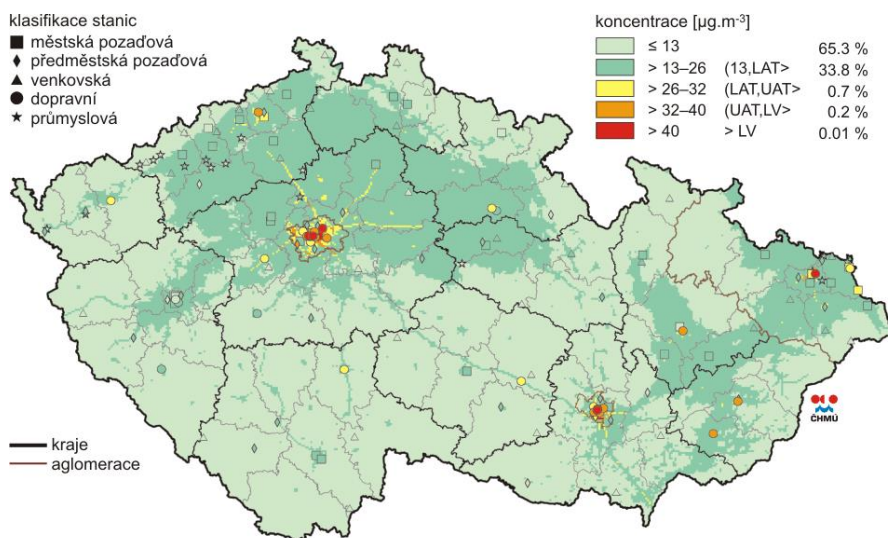 klasifikace stanic
městská pozaďová
předměstská pozaďová
venkovská
dopravní
průmyslová
koncentrace [µg.m⁻³]
≤ 13 65.3 %
> 13–26 (13,LAT> 33.8 %
> 26–32 (LAT,UAT> 0.7 %
> 32–40 (UAT,LV> 0.2 %
> 40 > LV 0.01 %
ČHMÚ
kraje
aglomerace